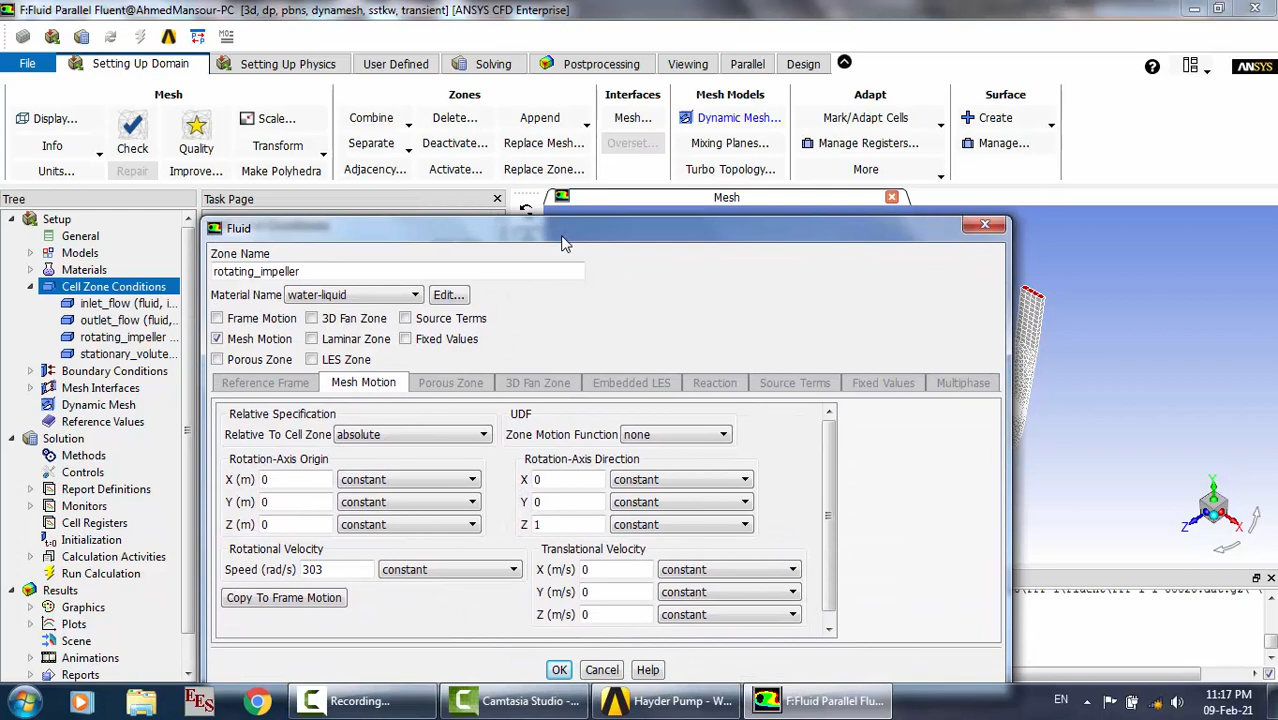 F:Fluid Parallel Fluent@AhmedMansour-PC [3d, dp, pbns, dynamesh, sstkw, transient] [ANSYS CFD Enterprise]
File Setting Up Domain Setting Up Physics User Defined Solving Postprocessing Viewing Parallel Design ANSYS
Mesh Zones Interfaces Mesh Models Adapt Surface
Display... Scale... Combine Delete... Append Mesh... Dynamic Mesh... Mark/Adapt Cells Create
Info Check Quality Transform Separate Deactivate... Replace Mesh... Overset... Mixing Planes... Manage Registers... Manage...
Units... Repair Improve... Make Polyhedra Adjacency... Activate... Replace Zone... Turbo Topology... More
Tree Task Page Mesh
Setup
General
Models
Materials
Cell Zone Conditions
inlet_flow (fluid, i...
outlet_flow (fluid,...
rotating_impeller ...
stationary_volute...
Boundary Conditions
Mesh Interfaces
Dynamic Mesh
Reference Values
Solution
Methods
Controls
Report Definitions
Monitors
Cell Registers
Initialization
Calculation Activities
Run Calculation
Results
Graphics
Plots
Scene
Animations
Reports
Fluid
Zone Name
rotating_impeller
Material Name water-liquid Edit...
Frame Motion 3D Fan Zone Source Terms
Mesh Motion Laminar Zone Fixed Values
Porous Zone LES Zone
Reference Frame Mesh Motion Porous Zone 3D Fan Zone Embedded LES Reaction Source Terms Fixed Values Multiphase
Relative Specification UDF
Relative To Cell Zone absolute Zone Motion Function none
Rotation-Axis Origin Rotation-Axis Direction
X (m) 0 constant X 0 constant
Y (m) 0 constant Y 0 constant
Z (m) 0 constant Z 1 constant
Rotational Velocity Translational Velocity
Speed (rad/s) 303 constant X (m/s) 0 constant
Copy To Frame Motion Y (m/s) 0 constant
Z (m/s) 0 constant
OK Cancel Help
Y
Z X
EES Recording... Camtasia Studio -... Hayder Pump - W... F:Fluid Parallel Flu... EN 11:17 PM
09-Feb-21